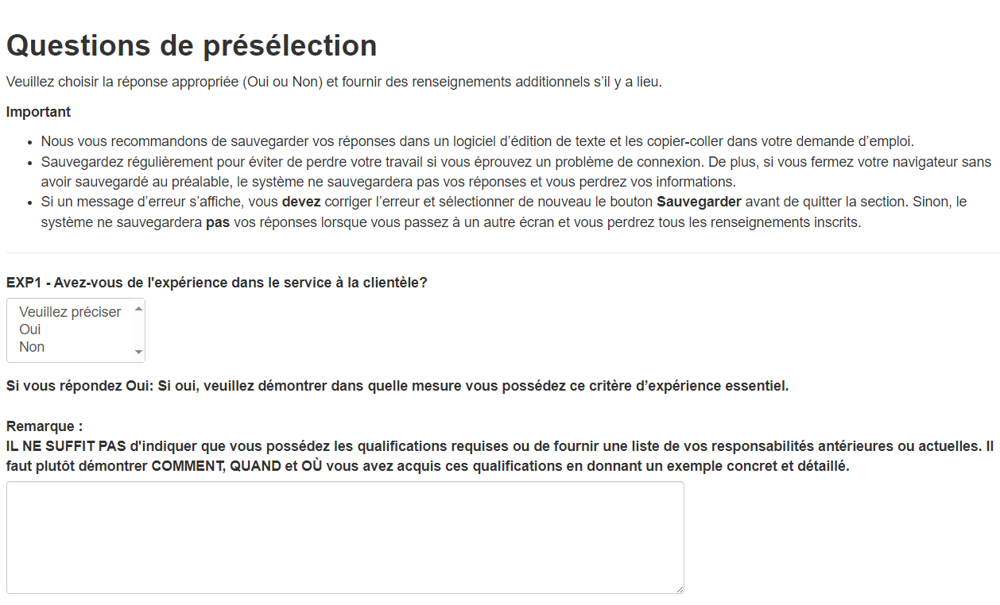 Questions de présélection
Veuillez choisir la réponse appropriée (Oui ou Non) et fournir des renseignements additionnels s’il y a lieu.
Important
• Nous vous recommandons de sauvegarder vos réponses dans un logiciel d’édition de texte et les copier-coller dans votre demande d’emploi.
• Sauvegardez régulièrement pour éviter de perdre votre travail si vous éprouvez un problème de connexion. De plus, si vous fermez votre navigateur sans
avoir sauvegardé au préalable, le système ne sauvegardera pas vos réponses et vous perdrez vos informations.
• Si un message d’erreur s’affiche, vous devez corriger l’erreur et sélectionner de nouveau le bouton Sauvegarder avant de quitter la section. Sinon, le
système ne sauvegardera pas vos réponses lorsque vous passez à un autre écran et vous perdrez tous les renseignements inscrits.
EXP1 - Avez-vous de l'expérience dans le service à la clientèle?
Veuillez préciser
Oui
Non
Si vous répondez Oui: Si oui, veuillez démontrer dans quelle mesure vous possédez ce critère d’expérience essentiel.
Remarque :
IL NE SUFFIT PAS d'indiquer que vous possédez les qualifications requises ou de fournir une liste de vos responsabilités antérieures ou actuelles. Il
faut plutôt démontrer COMMENT, QUAND et OÙ vous avez acquis ces qualifications en donnant un exemple concret et détaillé.